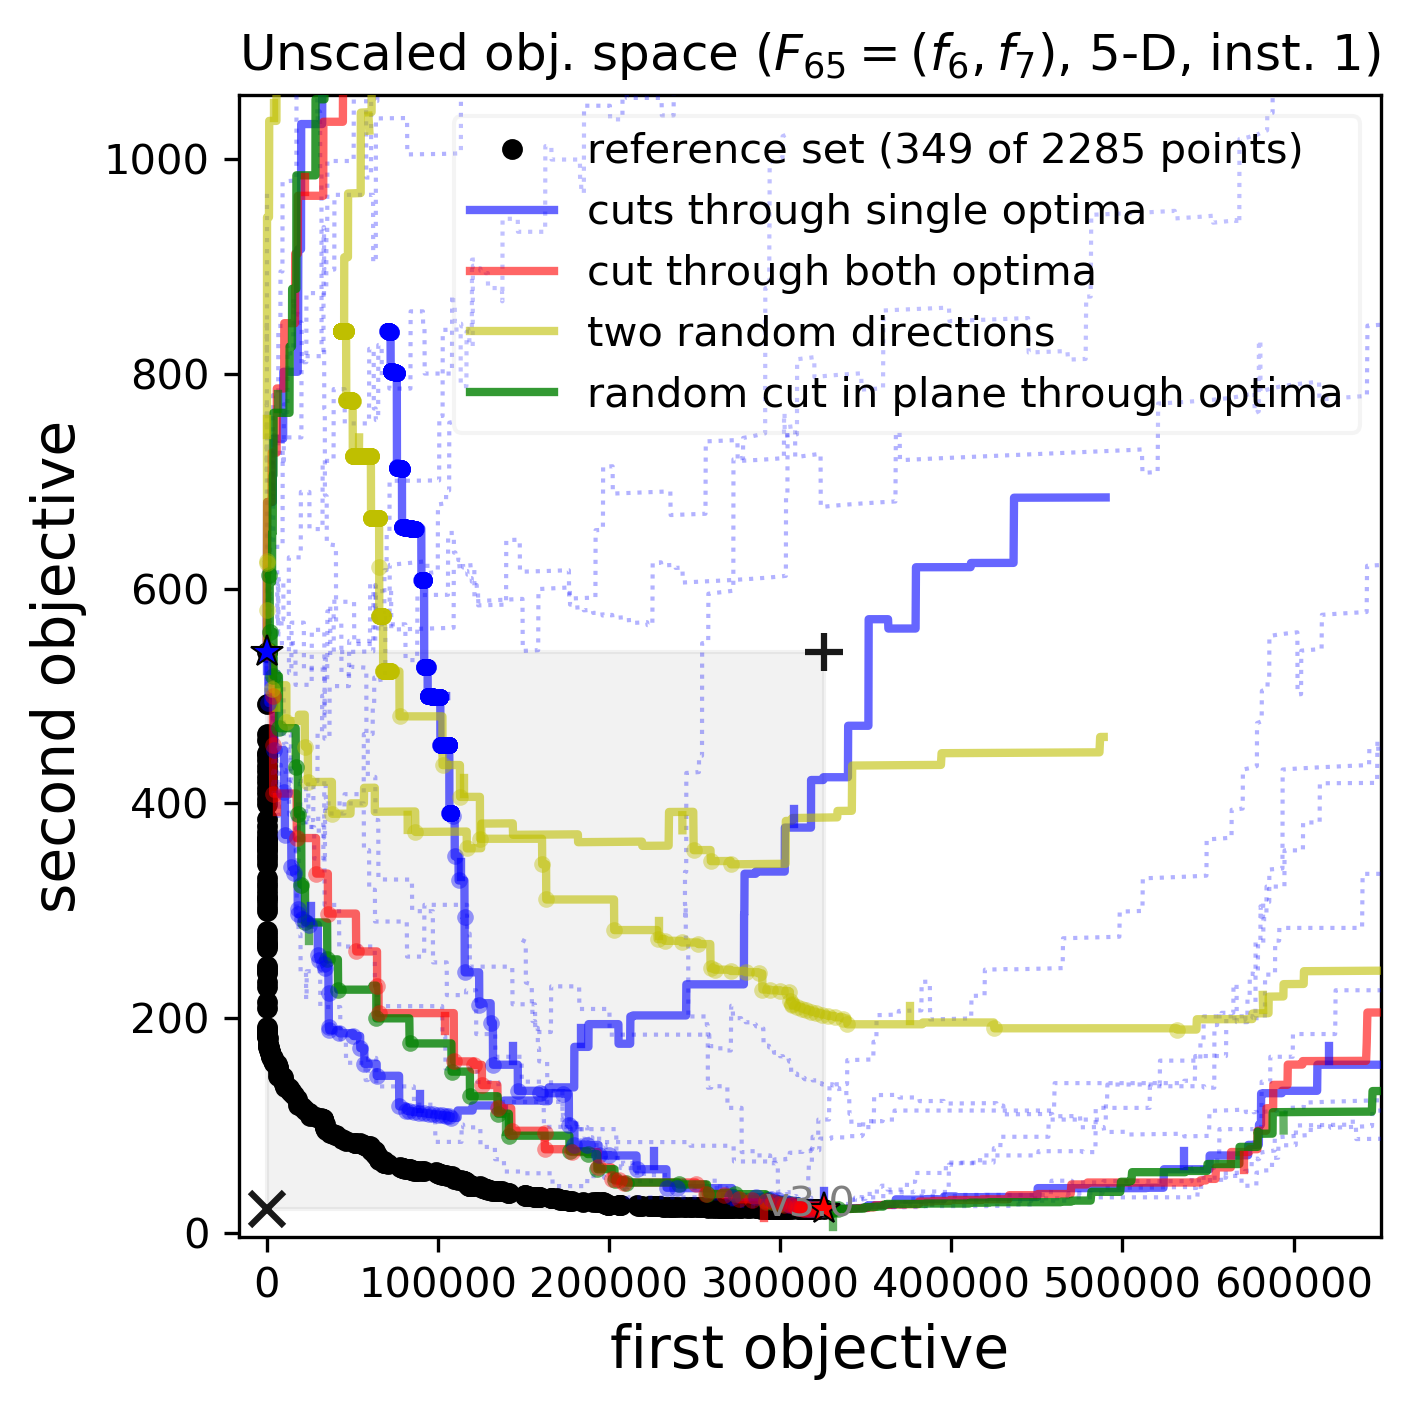 Unscaled obj. space (F₆₅ = (f₆, f₇), 5-D, inst. 1)
reference set (349 of 2285 points)
cuts through single optima
cut through both optima
two random directions
random cut in plane through optima
1000
800
600
400
200
0
second objective
v3.0
0 100000 200000 300000 400000 500000 600000
first objective